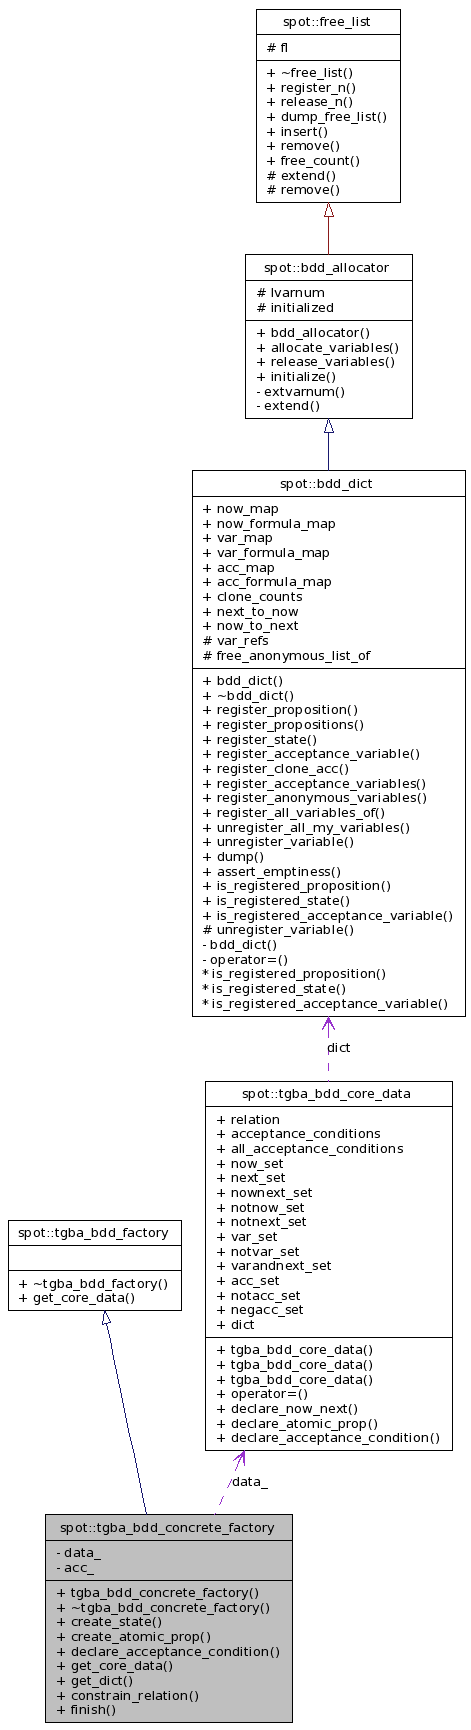 spot::free_list
# fl
+ ~free_list()
+ register_n()
+ release_n()
+ dump_free_list()
+ insert()
+ remove()
+ free_count()
# extend()
# remove()
spot::bdd_allocator
# lvarnum
# initialized
+ bdd_allocator()
+ allocate_variables()
+ release_variables()
+ initialize()
- extvarnum()
- extend()
spot::bdd_dict
+ now_map
+ now_formula_map
+ var_map
+ var_formula_map
+ acc_map
+ acc_formula_map
+ clone_counts
+ next_to_now
+ now_to_next
# var_refs
# free_anonymous_list_of
+ bdd_dict()
+ ~bdd_dict()
+ register_proposition()
+ register_propositions()
+ register_state()
+ register_acceptance_variable()
+ register_clone_acc()
+ register_acceptance_variables()
+ register_anonymous_variables()
+ register_all_variables_of()
+ unregister_all_my_variables()
+ unregister_variable()
+ dump()
+ assert_emptiness()
+ is_registered_proposition()
+ is_registered_state()
+ is_registered_acceptance_variable()
# unregister_variable()
- bdd_dict()
- operator=()
* is_registered_proposition()
* is_registered_state()
* is_registered_acceptance_variable()
dict
spot::tgba_bdd_core_data
+ relation
+ acceptance_conditions
+ all_acceptance_conditions
+ now_set
+ next_set
+ nownext_set
+ notnow_set
+ notnext_set
+ var_set
+ notvar_set
+ varandnext_set
+ acc_set
+ notacc_set
+ negacc_set
+ dict
+ tgba_bdd_core_data()
+ tgba_bdd_core_data()
+ tgba_bdd_core_data()
+ operator=()
+ declare_now_next()
+ declare_atomic_prop()
+ declare_acceptance_condition()
spot::tgba_bdd_factory
+ ~tgba_bdd_factory()
+ get_core_data()
data_
spot::tgba_bdd_concrete_factory
- data_
- acc_
+ tgba_bdd_concrete_factory()
+ ~tgba_bdd_concrete_factory()
+ create_state()
+ create_atomic_prop()
+ declare_acceptance_condition()
+ get_core_data()
+ get_dict()
+ constrain_relation()
+ finish()